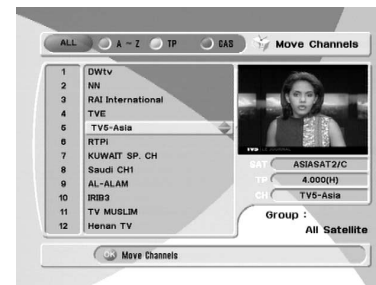 ALL A ~ Z TP CAS Move Channels
1 DWtv
2 NN
3 RAI International
4 TVE
5 TV5-Asia
6 RTPi
7 KUWAIT SP. CH
8 Saudi CH1
9 AL-ALAM
10 IRIB3
11 TV MUSLIM
12 Henan TV
TV5
SAT ASIASAT2/C
TP 4.000(H)
CH TV5-Asia
Group :
All Satellite
OK Move Channels